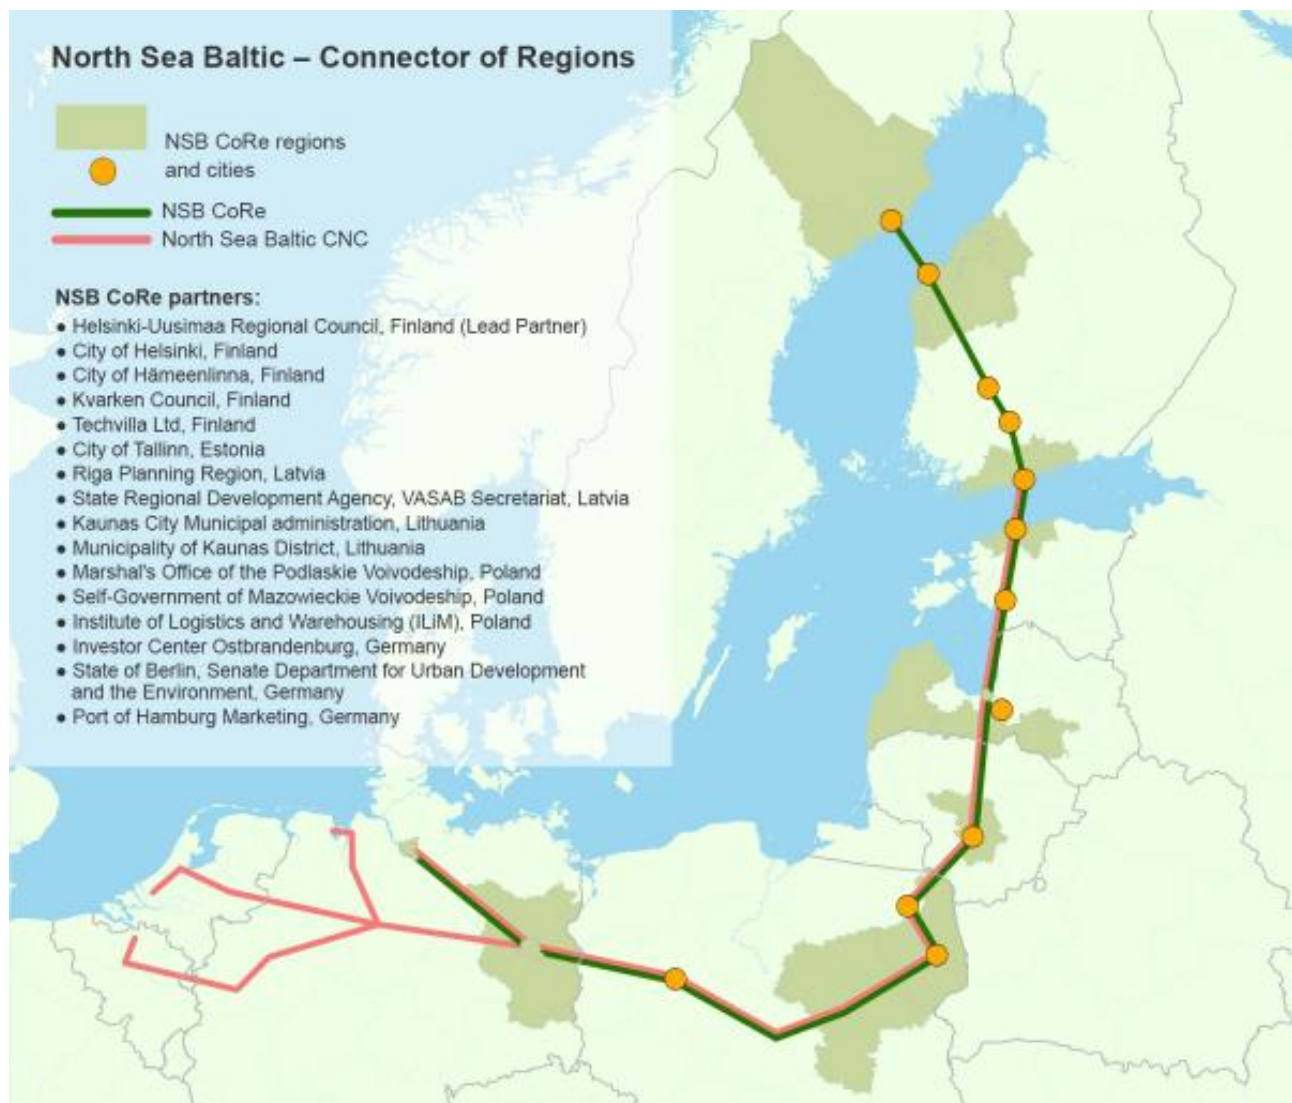 North Sea Baltic – Connector of Regions
NSB CoRe regions
and cities
NSB CoRe
North Sea Baltic CNC
NSB CoRe partners:
● Helsinki-Uusimaa Regional Council, Finland (Lead Partner)
● City of Helsinki, Finland
● City of Hämeenlinna, Finland
● Kvarken Council, Finland
● Techvilla Ltd, Finland
● City of Tallinn, Estonia
● Riga Planning Region, Latvia
● State Regional Development Agency, VASAB Secretariat, Latvia
● Kaunas City Municipal administration, Lithuania
● Municipality of Kaunas District, Lithuania
● Marshal's Office of the Podlaskie Voivodeship, Poland
● Self-Government of Mazowieckie Voivodeship, Poland
● Institute of Logistics and Warehousing (ILiM), Poland
● Investor Center Ostbrandenburg, Germany
● State of Berlin, Senate Department for Urban Development
and the Environment, Germany
● Port of Hamburg Marketing, Germany